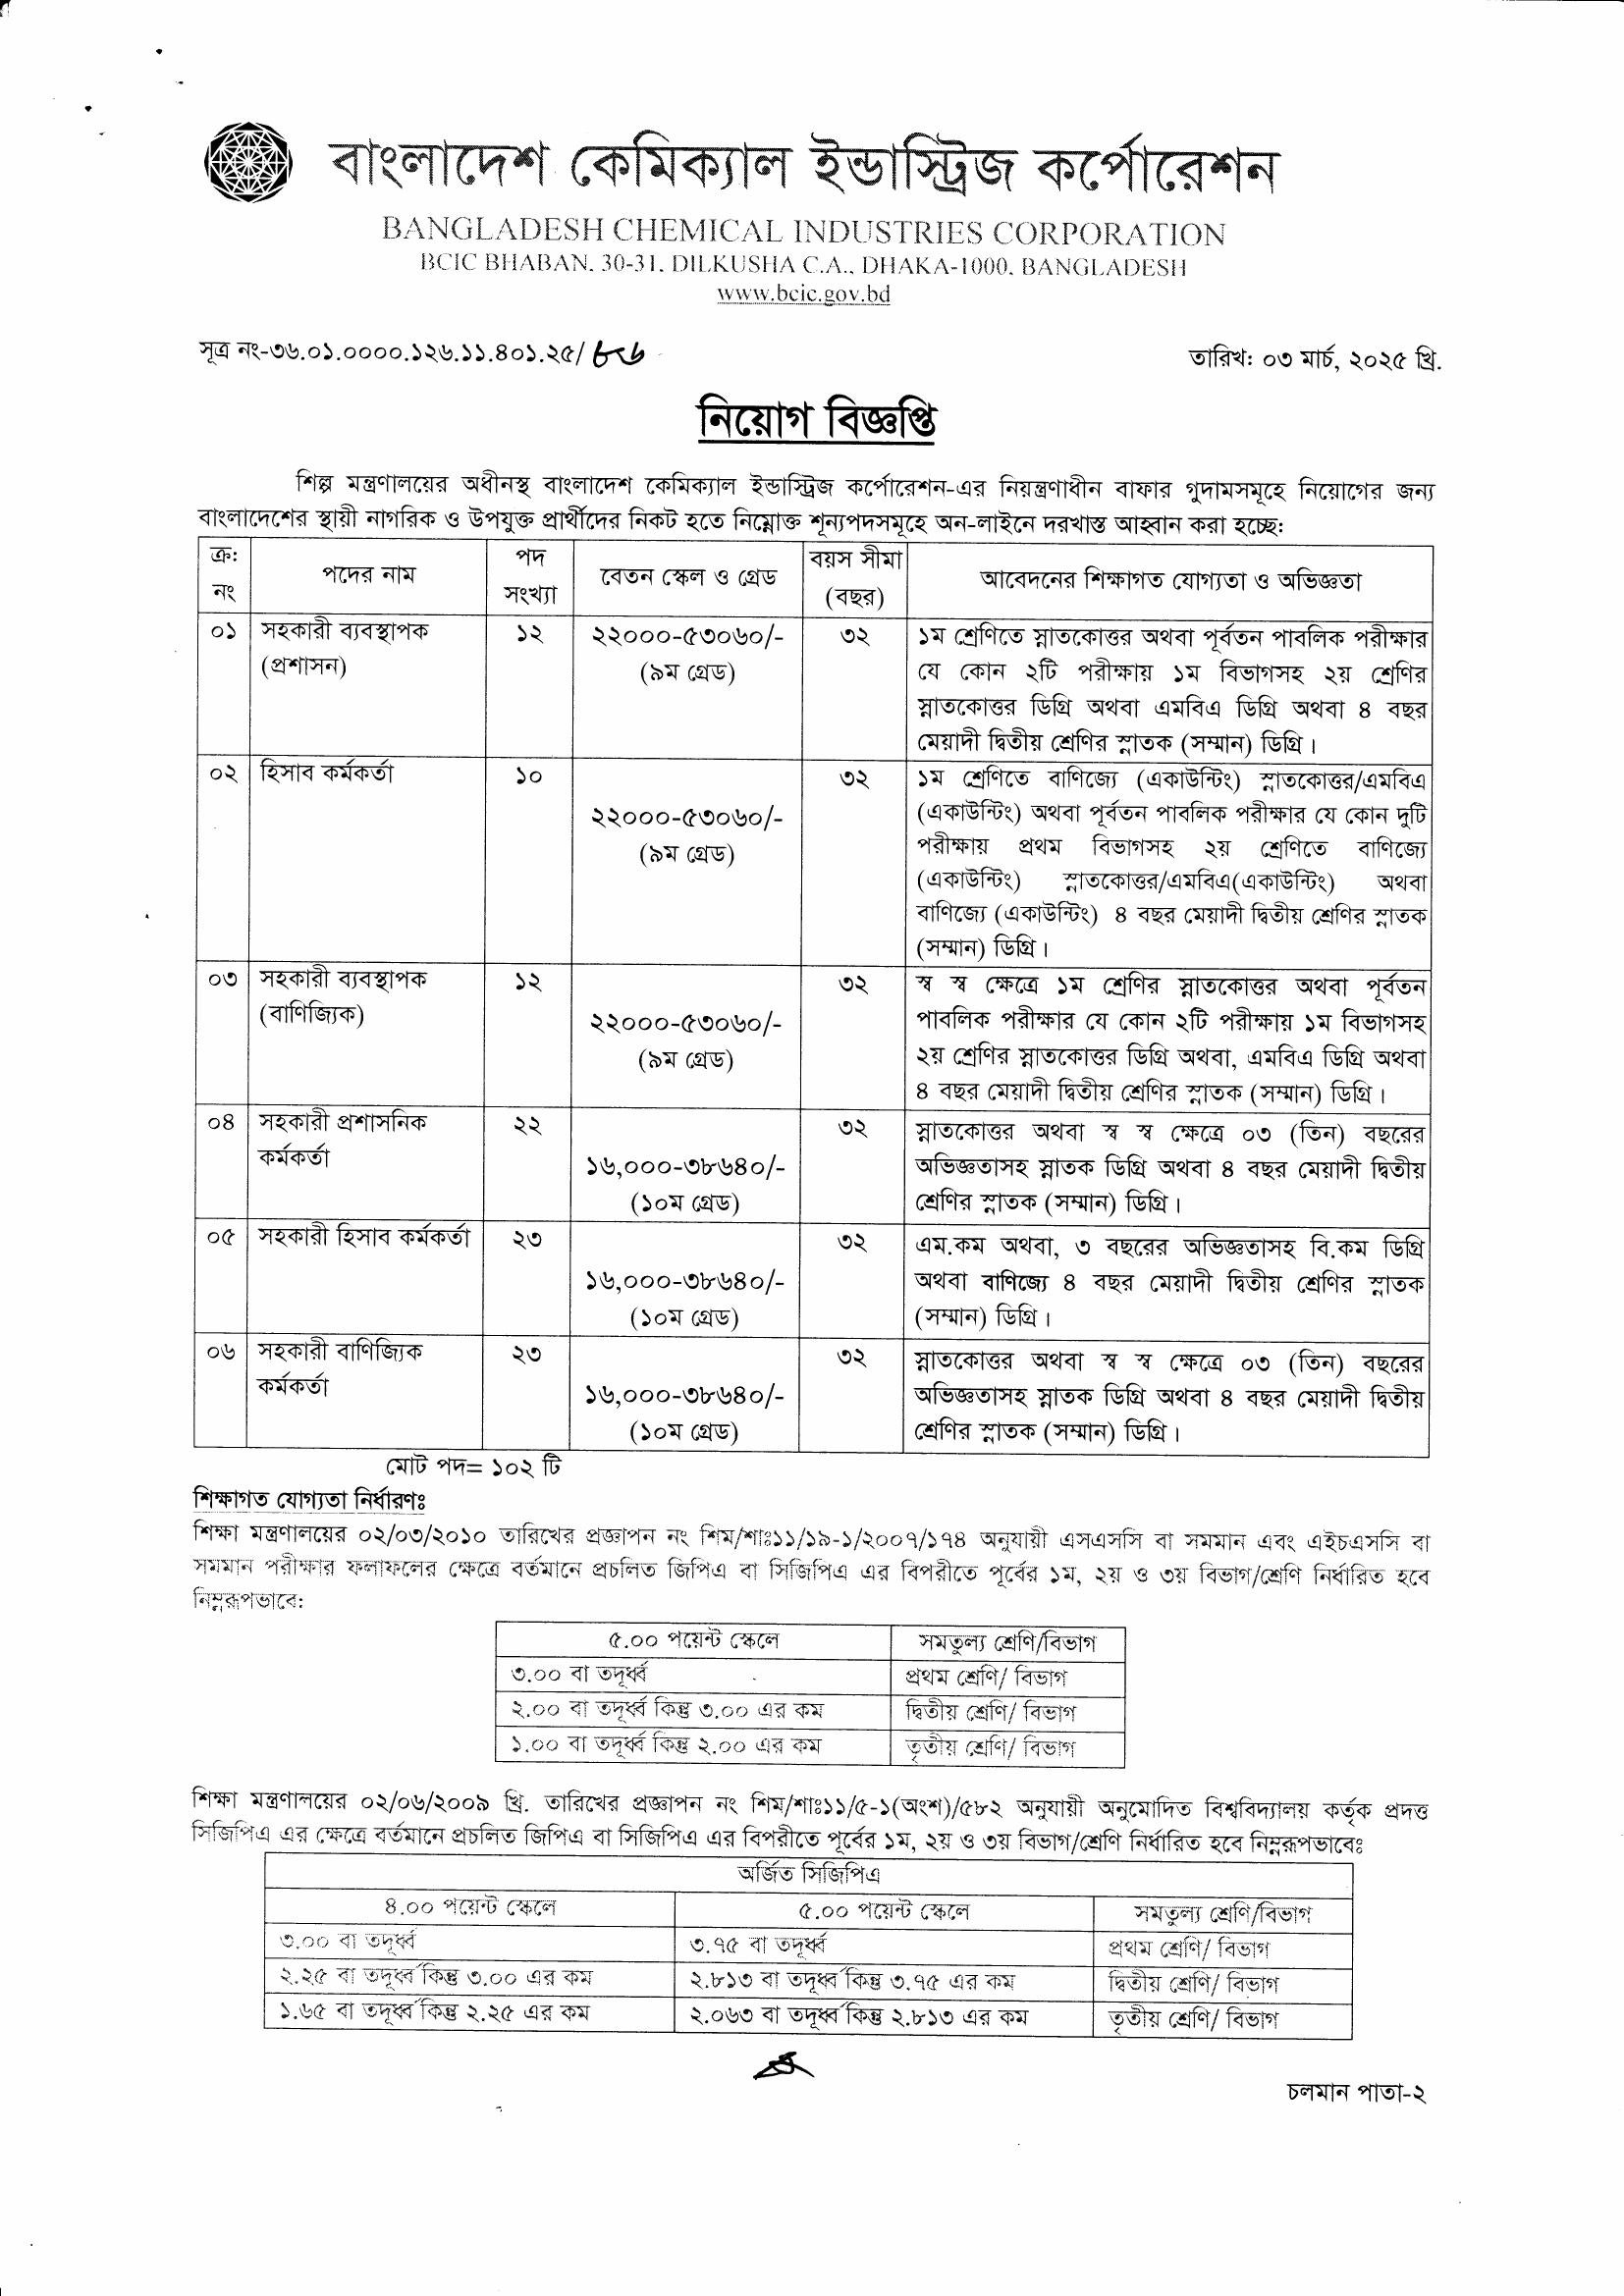 বাংলাদেশ কেমিক্যাল ইন্ডাস্ট্রিজ কর্পোরেশন
BANGLADESH CHEMICAL INDUSTRIES CORPORATION
BCIC BHABAN. 30-31. DILKUSHA C.A.. DHAKA-1000. BANGLADESH
www.bcic.gov.bd
সূত্র নং-৩৬.০১.০০০০.১২৬.১১.৪০১.২৫/৮৮৬ তারিখ: ০৩ মার্চ, ২০২৫ খ্রি.
নিয়োগ বিজ্ঞপ্তি
শিল্প মন্ত্রণালয়ের অধীনস্থ বাংলাদেশ কেমিক্যাল ইন্ডাস্ট্রিজ কর্পোরেশন-এর নিয়ন্ত্রণাধীন বাফার গুদামসমূহে নিয়োগের জন্য
বাংলাদেশের স্থায়ী নাগরিক ও উপযুক্ত প্রার্থীদের নিকট হতে নিম্নোক্ত শূন্যপদসমূহে অন-লাইনে দরখাস্ত আহ্বান করা হচ্ছে:
ক্র: নং পদের নাম পদ সংখ্যা বেতন স্কেল ও গ্রেড বয়স সীমা (বছর) আবেদনের শিক্ষাগত যোগ্যতা ও অভিজ্ঞতা
০১ সহকারী ব্যবস্থাপক ১২ ২২০০০-৫৩০৬০/- ৩২ ১ম শ্রেণিতে স্নাতকোত্তর অথবা পূর্বতন পাবলিক পরীক্ষার
(প্রশাসন) (৯ম গ্রেড) যে কোন ২টি পরীক্ষায় ১ম বিভাগসহ ২য় শ্রেণির
স্নাতকোত্তর ডিগ্রি অথবা এমবিএ ডিগ্রি অথবা ৪ বছর
মেয়াদী দ্বিতীয় শ্রেণির স্নাতক (সম্মান) ডিগ্রি।
০২ হিসাব কর্মকর্তা ১০ ৩২ ১ম শ্রেণিতে বাণিজ্যে (একাউন্টিং) স্নাতকোত্তর/এমবিএ
২২০০০-৫৩০৬০/- (একাউন্টিং) অথবা পূর্বতন পাবলিক পরীক্ষার যে কোন দুটি
(৯ম গ্রেড) পরীক্ষায় প্রথম বিভাগসহ ২য় শ্রেণিতে বাণিজ্যে
(একাউন্টিং) স্নাতকোত্তর/এমবিএ(একাউন্টিং) অথবা
বাণিজ্যে (একাউন্টিং) ৪ বছর মেয়াদী দ্বিতীয় শ্রেণির স্নাতক
(সম্মান) ডিগ্রি।
০৩ সহকারী ব্যবস্থাপক ১২ ৩২ স্ব স্ব ক্ষেত্রে ১ম শ্রেণির স্নাতকোত্তর অথবা পূর্বতন
(বাণিজ্যিক) ২২০০০-৫৩০৬০/- পাবলিক পরীক্ষার যে কোন ২টি পরীক্ষায় ১ম বিভাগসহ
(৯ম গ্রেড) ২য় শ্রেণির স্নাতকোত্তর ডিগ্রি অথবা, এমবিএ ডিগ্রি অথবা
৪ বছর মেয়াদী দ্বিতীয় শ্রেণির স্নাতক (সম্মান) ডিগ্রি।
০৪ সহকারী প্রশাসনিক ২২ ৩২ স্নাতকোত্তর অথবা স্ব স্ব ক্ষেত্রে ০৩ (তিন) বছরের
কর্মকর্তা ১৬,০০০-৩৮৬৪০/- অভিজ্ঞতাসহ স্নাতক ডিগ্রি অথবা ৪ বছর মেয়াদী দ্বিতীয়
(১০ম গ্রেড) শ্রেণির স্নাতক (সম্মান) ডিগ্রি।
০৫ সহকারী হিসাব কর্মকর্তা ২৩ ৩২ এম.কম অথবা, ৩ বছরের অভিজ্ঞতাসহ বি.কম ডিগ্রি
১৬,০০০-৩৮৬৪০/- অথবা বাণিজ্যে ৪ বছর মেয়াদী দ্বিতীয় শ্রেণির স্নাতক
(১০ম গ্রেড) (সম্মান) ডিগ্রি।
০৬ সহকারী বাণিজ্যিক ২৩ ৩২ স্নাতকোত্তর অথবা স্ব স্ব ক্ষেত্রে ০৩ (তিন) বছরের
কর্মকর্তা ১৬,০০০-৩৮৬৪০/- অভিজ্ঞতাসহ স্নাতক ডিগ্রি অথবা ৪ বছর মেয়াদী দ্বিতীয়
(১০ম গ্রেড) শ্রেণির স্নাতক (সম্মান) ডিগ্রি।
মোট পদ= ১০২ টি
শিক্ষাগত যোগ্যতা নির্ধারণঃ
শিক্ষা মন্ত্রণালয়ের ০২/০৩/২০১০ তারিখের প্রজ্ঞাপন নং শিম/শাঃ১১/১৯-১/২০০৭/১৭৪ অনুযায়ী এসএসসি বা সমমান এবং এইচএসসি বা
সমমান পরীক্ষার ফলাফলের ক্ষেত্রে বর্তমানে প্রচলিত জিপিএ বা সিজিপিএ এর বিপরীতে পূর্বের ১ম, ২য় ও ৩য় বিভাগ/শ্রেণি নির্ধারিত হবে
নিম্নরূপভাবে:
৫.০০ পয়েন্ট স্কেলে সমতুল্য শ্রেণি/বিভাগ
৩.০০ বা তদূর্ধ্ব প্রথম শ্রেণি/ বিভাগ
২.০০ বা তদূর্ধ্ব কিন্তু ৩.০০ এর কম দ্বিতীয় শ্রেণি/ বিভাগ
১.০০ বা তদূর্ধ্ব কিন্তু ২.০০ এর কম তৃতীয় শ্রেণি/ বিভাগ
শিক্ষা মন্ত্রণালয়ের ০২/০৬/২০০৯ খ্রি. তারিখের প্রজ্ঞাপন নং শিম/শাঃ১১/৫-১(অংশ)/৫৮২ অনুযায়ী অনুমোদিত বিশ্ববিদ্যালয় কর্তৃক প্রদত্ত
সিজিপিএ এর ক্ষেত্রে বর্তমানে প্রচলিত জিপিএ বা সিজিপিএ এর বিপরীতে পূর্বের ১ম, ২য় ও ৩য় বিভাগ/শ্রেণি নির্ধারিত হবে নিম্নরূপভাবেঃ
অর্জিত সিজিপিএ
৪.০০ পয়েন্ট স্কেলে ৫.০০ পয়েন্ট স্কেলে সমতুল্য শ্রেণি/বিভাগ
৩.০০ বা তদূর্ধ্ব ৩.৭৫ বা তদূর্ধ্ব প্রথম শ্রেণি/ বিভাগ
২.২৫ বা তদূর্ধ্ব কিন্তু ৩.০০ এর কম ২.৮১৩ বা তদূর্ধ্ব কিন্তু ৩.৭৫ এর কম দ্বিতীয় শ্রেণি/ বিভাগ
১.৬৫ বা তদূর্ধ্ব কিন্তু ২.২৫ এর কম ২.০৬৩ বা তদূর্ধ্ব কিন্তু ২.৮১৩ এর কম তৃতীয় শ্রেণি/ বিভাগ
চলমান পাতা-২